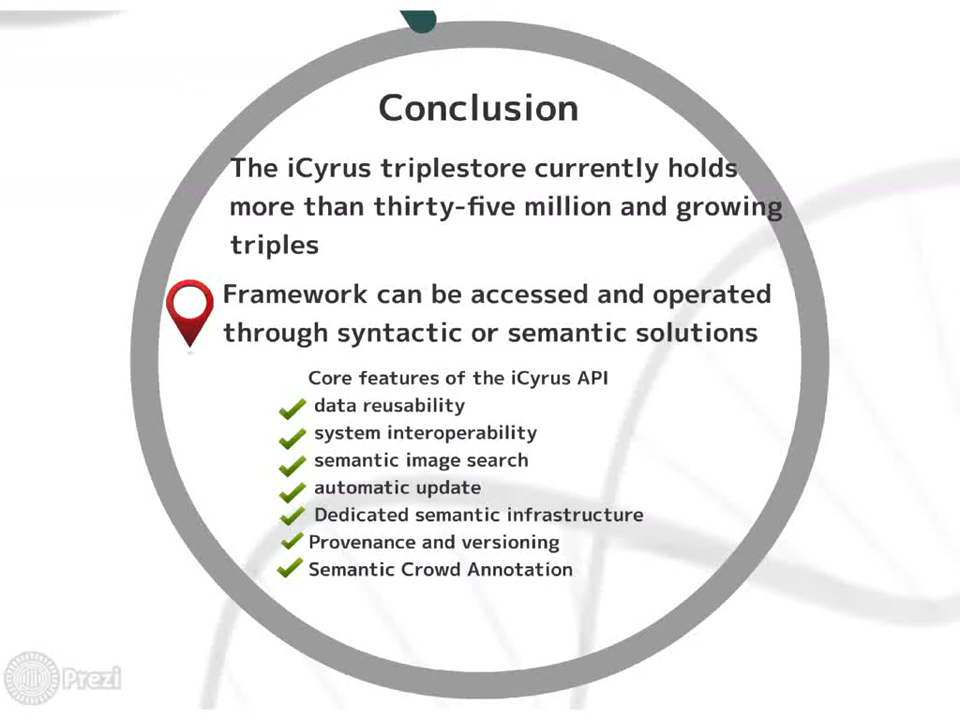 Conclusion
The iCyrus triplestore currently holds
more than thirty-five million and growing
triples
Framework can be accessed and operated
through syntactic or semantic solutions
Core features of the iCyrus API
data reusability
system interoperability
semantic image search
automatic update
Dedicated semantic infrastructure
Provenance and versioning
Semantic Crowd Annotation
Prezi